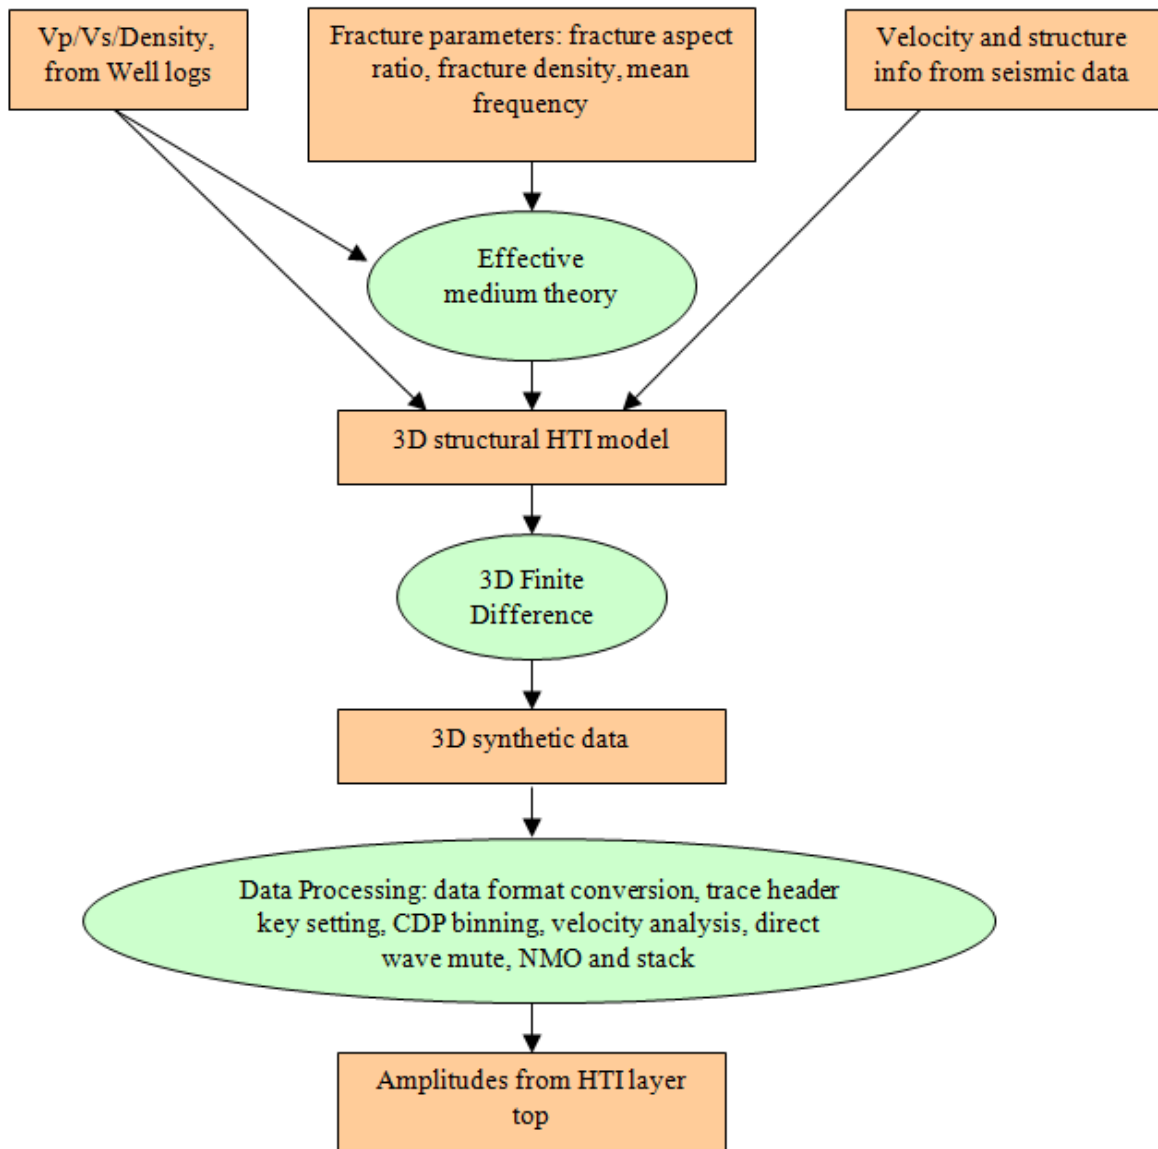 Vp/Vs/Density,
from Well logs
Fracture parameters: fracture aspect
ratio, fracture density, mean
frequency
Velocity and structure
info from seismic data
Effective
medium theory
3D structural HTI model
3D Finite
Difference
3D synthetic data
Data Processing: data format conversion, trace header
key setting, CDP binning, velocity analysis, direct
wave mute, NMO and stack
Amplitudes from HTI layer
top